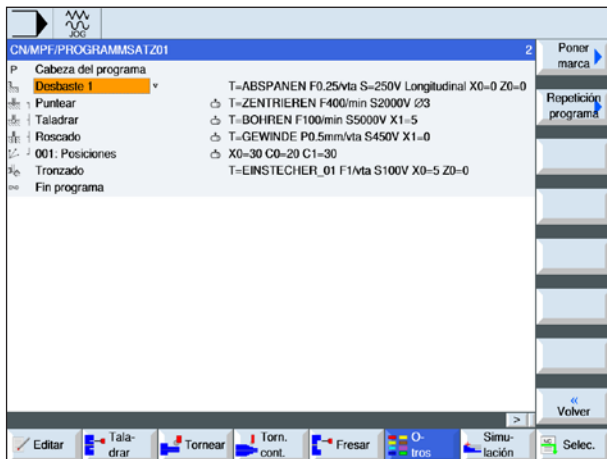 JOG
CN/MPF/PROGRAMMSATZ01 2
P Cabeza del programa
Desbaste 1 T=ABSPANEN F0.25/vta S=250V Longitudinal X0=0 Z0=0
Puntear T=ZENTRIEREN F400/min S2000V Ø3
Taladrar T=BOHREN F100/min S5000V X1=5
Roscado T=GEWINDE P0.5mm/vta S450V X1=0
001: Posiciones X0=30 C0=20 C1=30
Tronzado T=EINSTECHER_01 F1/vta S100V X0=5 Z0=0
Fin programa
Poner
marca
Repetición
programa
«
Volver
>
Editar
Tala-
drar
Tornear
Torn.
cont.
Fresar
O-
tros
Simu-
lación
NC
Selec.